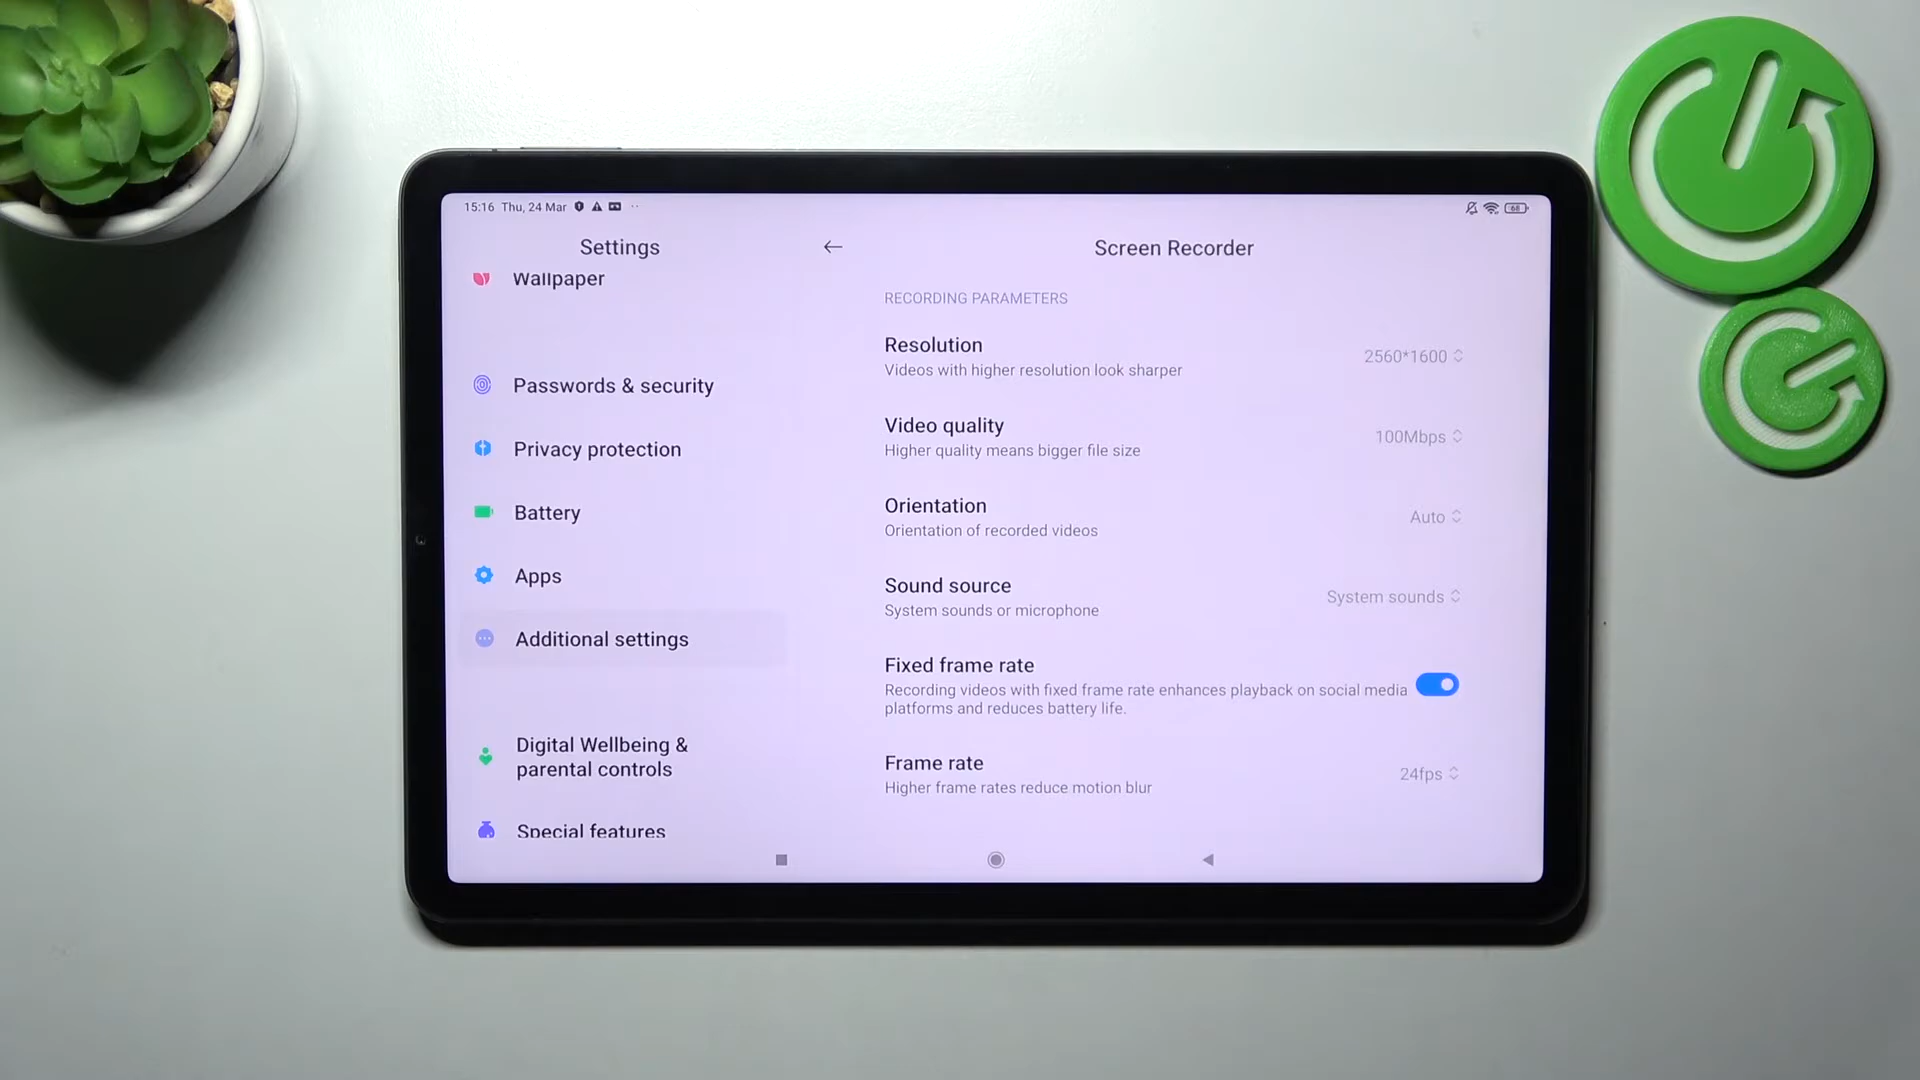 15:16 Thu, 24 Mar
68
Settings
Wallpaper
Passwords & security
Privacy protection
Battery
Apps
Additional settings
Digital Wellbeing &
parental controls
Special features
Screen Recorder
RECORDING PARAMETERS
Resolution
Videos with higher resolution look sharper
2560*1600
Video quality
Higher quality means bigger file size
100Mbps
Orientation
Orientation of recorded videos
Auto
Sound source
System sounds or microphone
System sounds
Fixed frame rate
Recording videos with fixed frame rate enhances playback on social media
platforms and reduces battery life.
Frame rate
Higher frame rates reduce motion blur
24fps